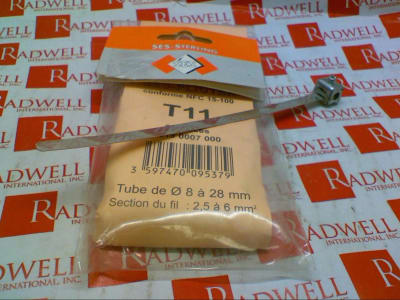 SES-STERLING
conforme NFC 15-100
T11
0007 000
3 597470 095379
Tube de Ø 8 à 28 mm
Section du fil : 2,5 à 6 mm²
RADWELL
INTERNATIONAL, INC.